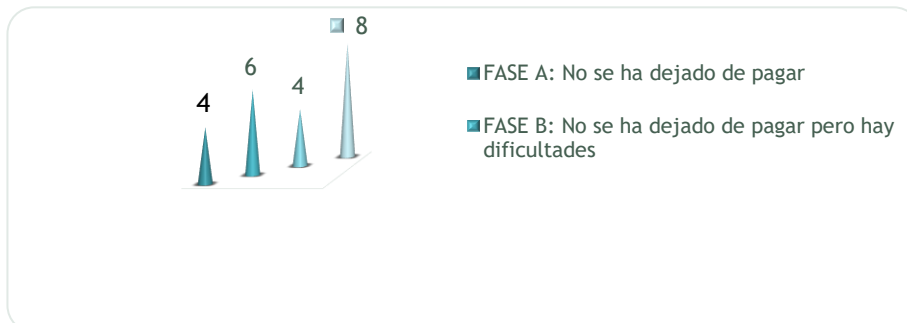 8
6
4
4
FASE A: No se ha dejado de pagar
FASE B: No se ha dejado de pagar pero hay
dificultades